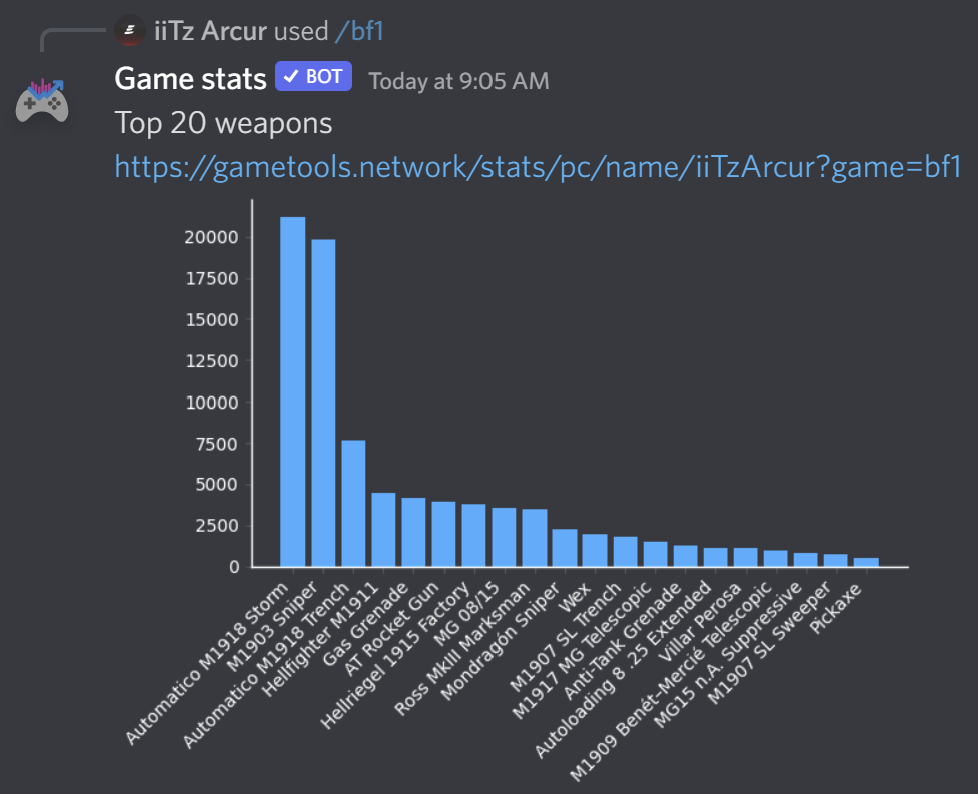 iiTz Arcur used /bf1
Game stats ✓ BOT Today at 9:05 AM
Top 20 weapons
https://gametools.network/stats/pc/name/iiTzArcur?game=bf1
20000
17500
15000
12500
10000
7500
5000
2500
0
Automatico M1918 Storm
M1903 Sniper
Automatico M1918 Trench
Hellfighter M1911
Gas Grenade
AT Rocket Gun
Hellriegel 1915 Factory
MG 08/15
Ross MkIII Marksman
Mondragón Sniper
Wex
M1907 SL Trench
M1917 MG Telescopic
Anti-Tank Grenade
Autoloading 8 .25 Extended
Villar Perosa
M1909 Benét-Mercié Telescopic
MG15 n.A. Suppressive
M1907 SL Sweeper
Pickaxe